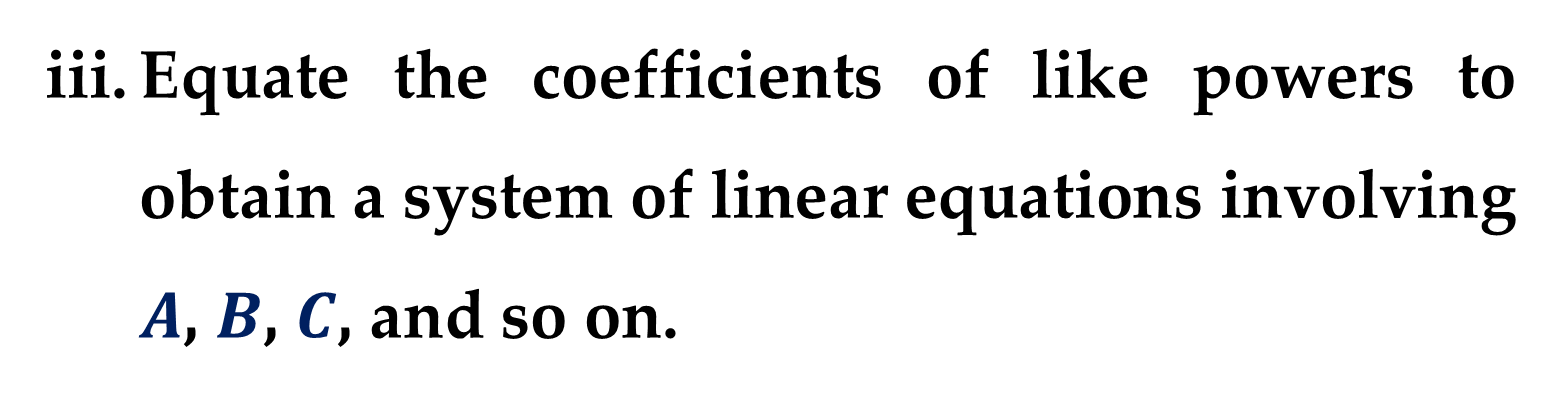 iii. Equate the coefficients of like powers to
obtain a system of linear equations involving
A, B, C, and so on.